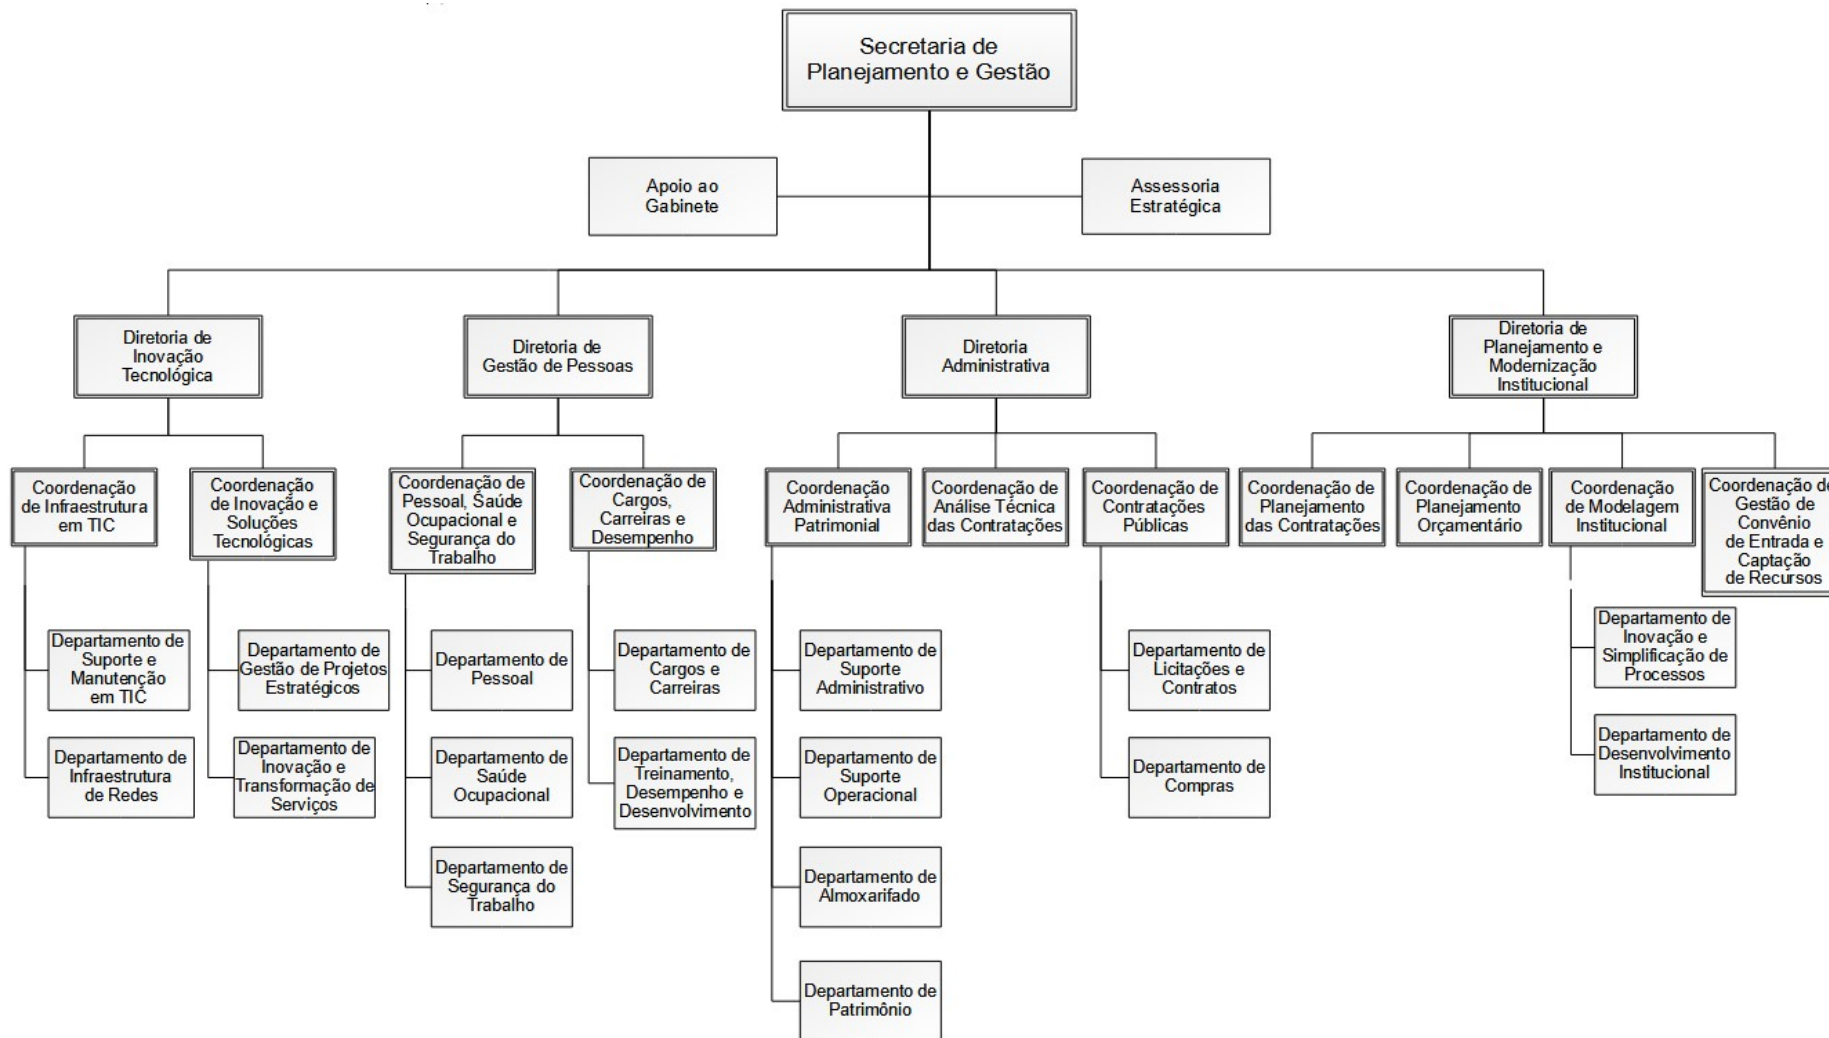 Secretaria de
Planejamento e Gestão
Apoio ao
Gabinete
Assessoria
Estratégica
Diretoria de
Inovação
Tecnológica
Diretoria de
Gestão de Pessoas
Diretoria
Administrativa
Diretoria de
Planejamento e
Modernização
Institucional
Coordenação
de Infraestrutura
em TIC
Coordenação
de Inovação e
Soluções
Tecnológicas
Coordenação de
Pessoal, Saúde
Ocupacional e
Segurança do
Trabalho
Coordenação de
Cargos,
Carreiras e
Desempenho
Coordenação
Administrativa
Patrimonial
Coordenação de
Análise Técnica
das Contratações
Coordenação de
Contratações
Públicas
Coordenação de
Planejamento
das Contratações
Coordenação de
Planejamento
Orçamentário
Coordenação
de Modelagem
Institucional
Coordenação de
Gestão de
Convênio
de Entrada e
Captação
de Recursos
Departamento de
Suporte e
Manutenção
em TIC
Departamento de
Infraestrutura
de Redes
Departamento de
Gestão de Projetos
Estratégicos
Departamento de
Inovação e
Transformação de
Serviços
Departamento de
Pessoal
Departamento de
Saúde
Ocupacional
Departamento de
Segurança do
Trabalho
Departamento de
Cargos e
Carreiras
Departamento de
Treinamento,
Desempenho e
Desenvolvimento
Departamento de
Suporte
Administrativo
Departamento de
Suporte
Operacional
Departamento de
Almoxarifado
Departamento de
Patrimônio
Departamento de
Licitações e
Contratos
Departamento de
Compras
Departamento de
Inovação e
Simplificação de
Processos
Departamento de
Desenvolvimento
Institucional